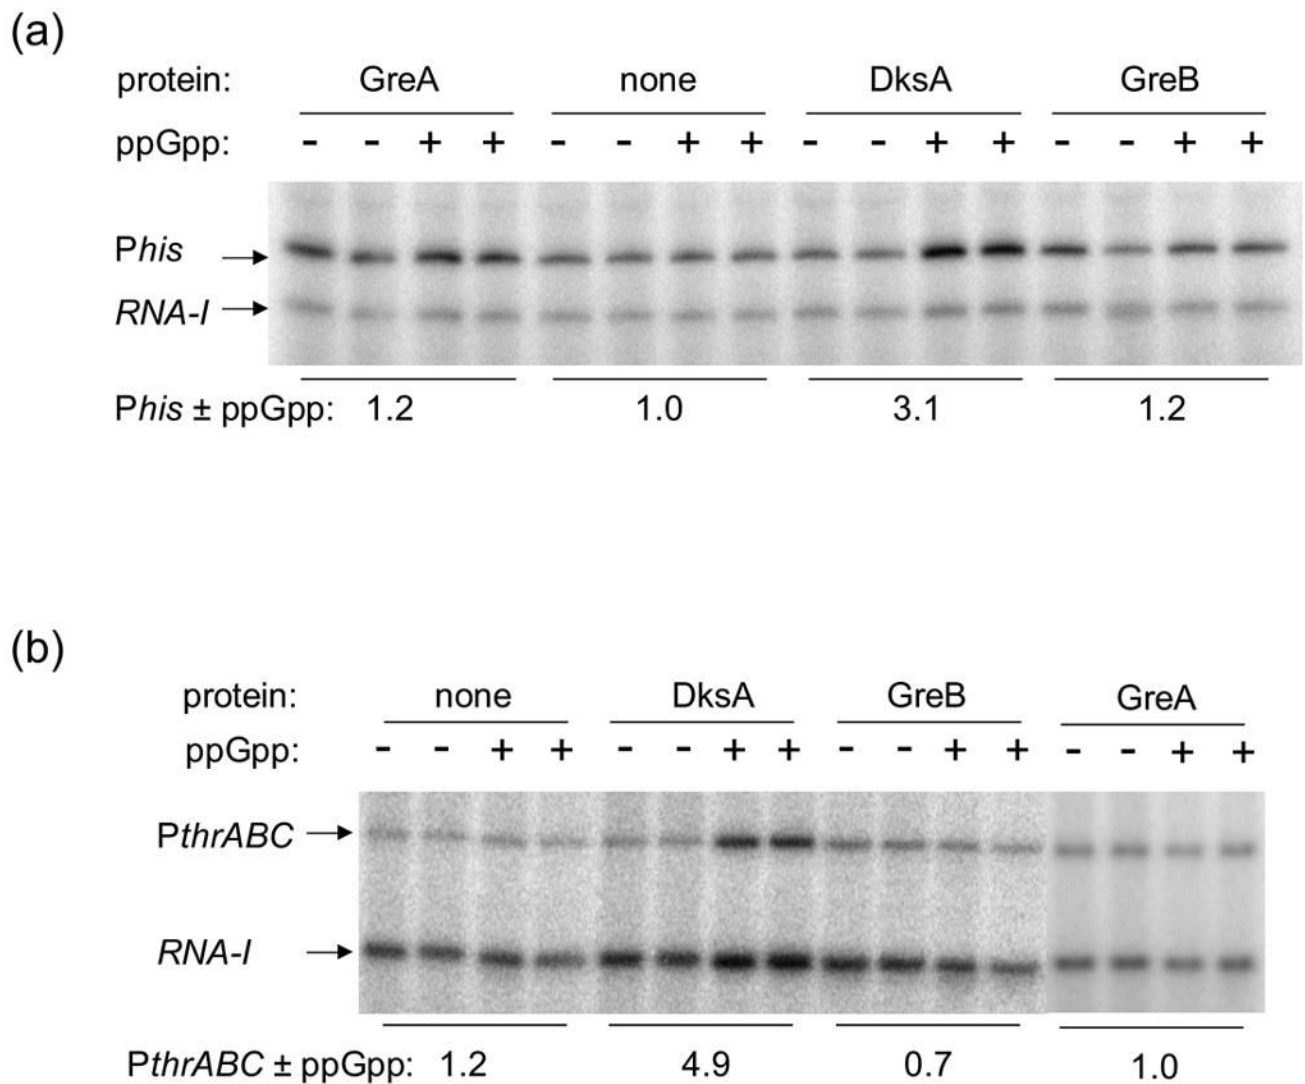 (a)
protein: GreA none DksA GreB
ppGpp: - - + + - - + + - - + + - - + +
Phis
RNA-I
Phis ± ppGpp: 1.2 1.0 3.1 1.2
(b)
protein: none DksA GreB GreA
ppGpp: - - + + - - + + - - + + - - + +
PthrABC
RNA-I
PthrABC ± ppGpp: 1.2 4.9 0.7 1.0